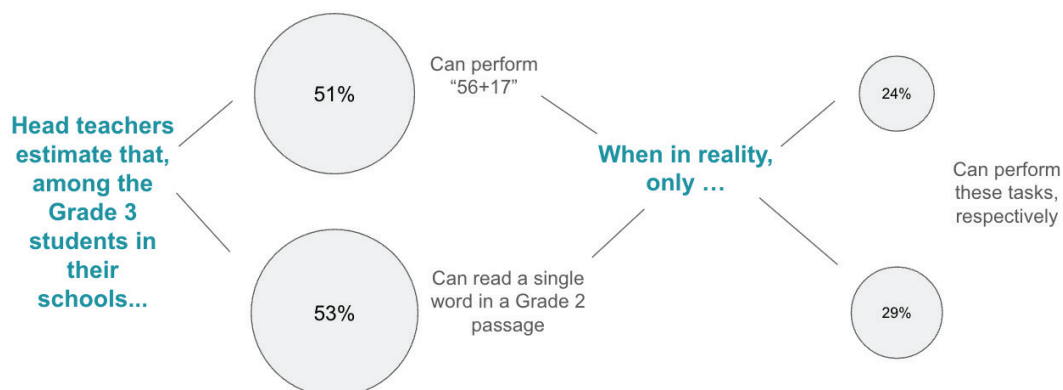 Head teachers
estimate that,
among the
Grade 3
students in
their
schools...
51%
Can perform
“56+17”
53%
Can read a single
word in a Grade 2
passage
When in reality,
only …
24%
29%
Can perform
these tasks,
respectively